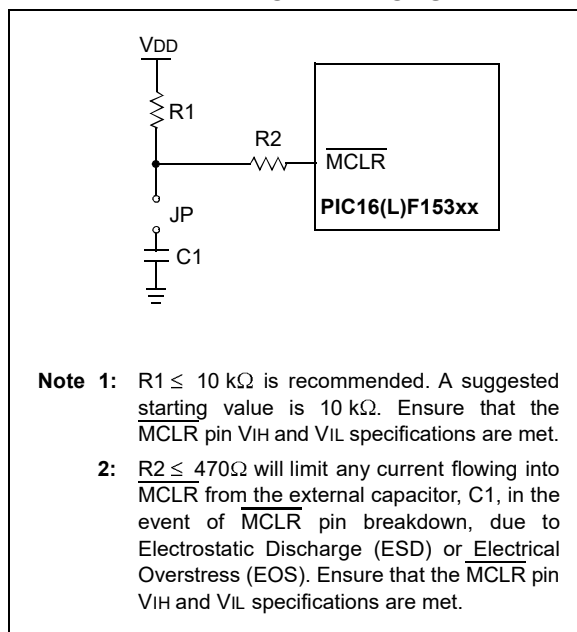 VDD
R1
R2
MCLR
PIC16(L)F153xx
JP
C1
Note 1: R1 ≤ 10 kΩ is recommended. A suggested
starting value is 10 kΩ. Ensure that the
MCLR pin VIH and VIL specifications are met.
2: R2 ≤ 470Ω will limit any current flowing into
MCLR from the external capacitor, C1, in the
event of MCLR pin breakdown, due to
Electrostatic Discharge (ESD) or Electrical
Overstress (EOS). Ensure that the MCLR pin
VIH and VIL specifications are met.